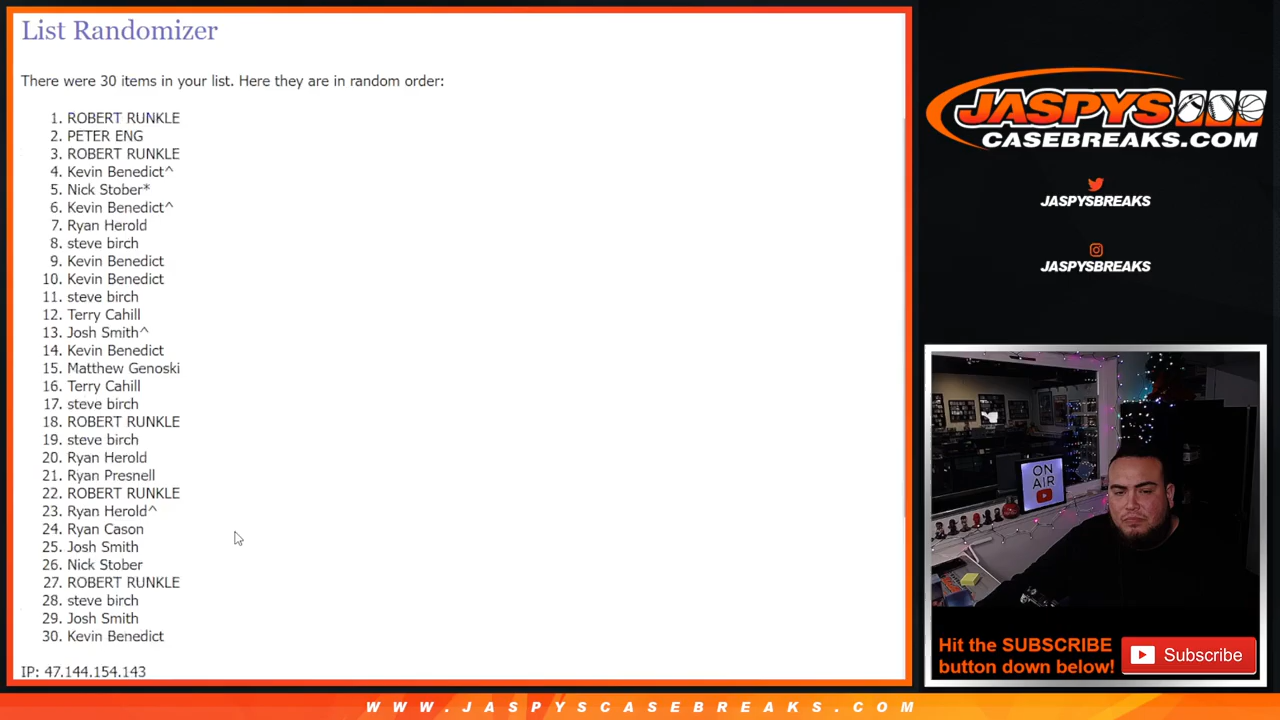 List Randomizer
There were 30 items in your list. Here they are in random order:
1. ROBERT RUNKLE
2. PETER ENG
3. ROBERT RUNKLE
4. Kevin Benedict^
5. Nick Stober*
6. Kevin Benedict^
7. Ryan Herold
8. steve birch
9. Kevin Benedict
10. Kevin Benedict
11. steve birch
12. Terry Cahill
13. Josh Smith^
14. Kevin Benedict
15. Matthew Genoski
16. Terry Cahill
17. steve birch
18. ROBERT RUNKLE
19. steve birch
20. Ryan Herold
21. Ryan Presnell
22. ROBERT RUNKLE
23. Ryan Herold^
24. Ryan Cason
25. Josh Smith
26. Nick Stober
27. ROBERT RUNKLE
28. steve birch
29. Josh Smith
30. Kevin Benedict
IP: 47.144.154.143
JASPYS
CASEBREAKS.COM
JASPYSBREAKS
JASPYSBREAKS
ON
AIR
Hit the SUBSCRIBE
button down below!
Subscribe
WWW.JASPYSCASEBREAKS.COM